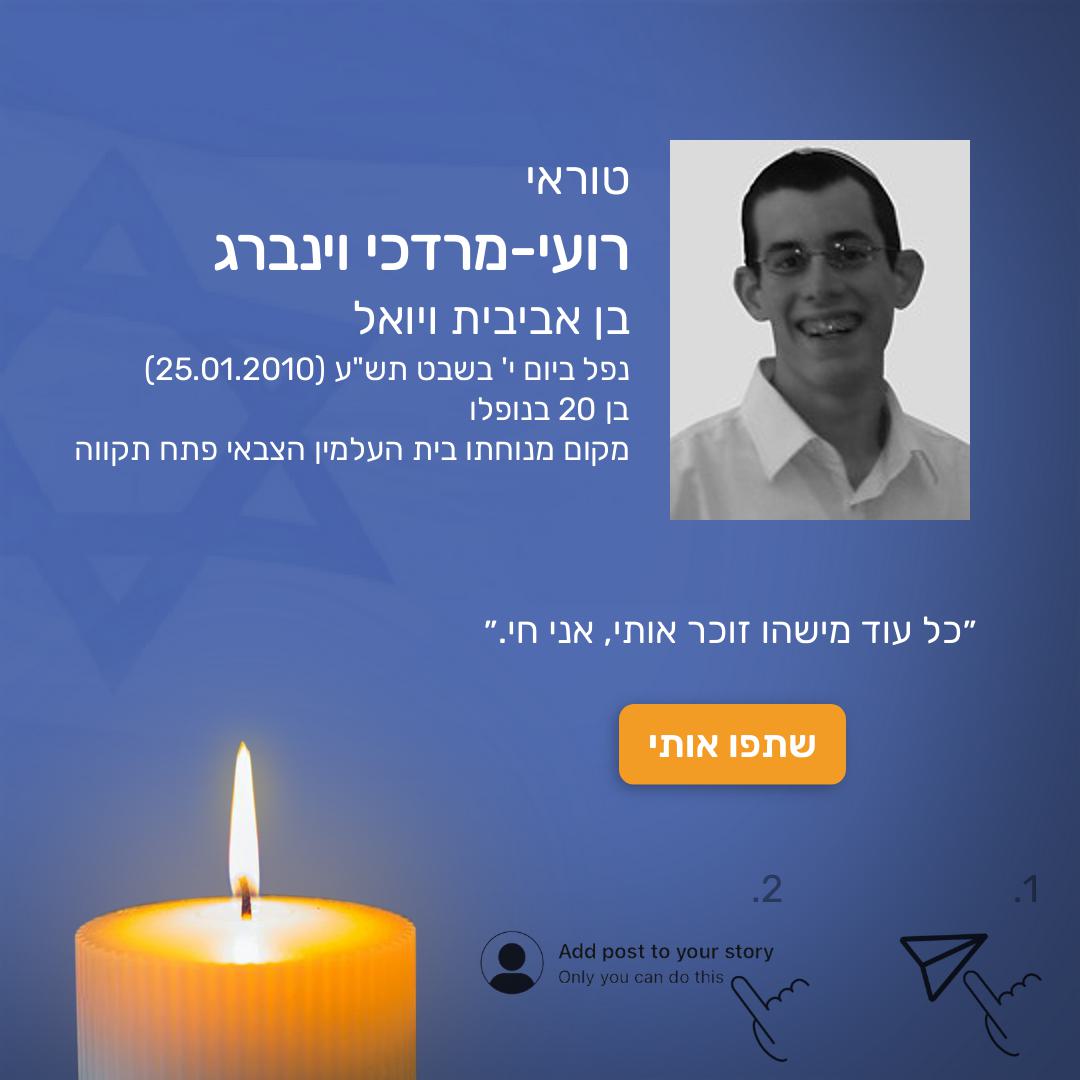 טוראי
רועי-מרדכי וינברג
בן אביבית ויואל
נפל ביום י' בשבט תש"ע (25.01.2010)
בן 20 בנופלו
מקום מנוחתו בית העלמין הצבאי פתח תקווה
״כל עוד מישהו זוכר אותי, אני חי.״
שתפו אותי
.1
.2
Add post to your story
Only you can do this